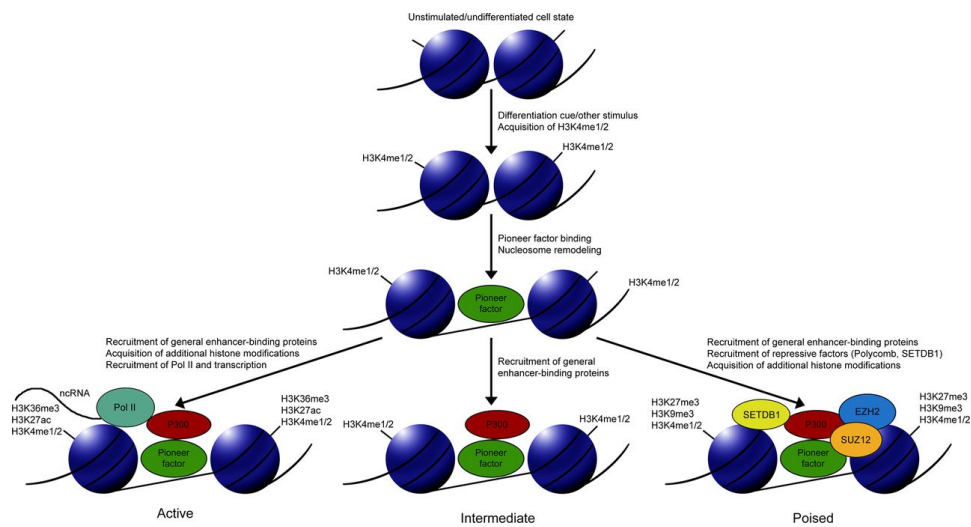 Unstimulated/undifferentiated cell state
Differentiation cue/other stimulus
Acquisition of H3K4me1/2
H3K4me1/2
H3K4me1/2
Pioneer factor binding
Nucleosome remodeling
H3K4me1/2
H3K4me1/2
Pioneer
factor
Recruitment of general enhancer-binding proteins
Acquisition of additional histone modifications
Recruitment of Pol II and transcription
Recruitment of general
enhancer-binding proteins
Recruitment of general enhancer-binding proteins
Recruitment of repressive factors (Polycomb, SETDB1)
Acquisition of additional histone modifications
ncRNA
H3K36me3
H3K27ac
H3K4me1/2
Pol II
P300
Pioneer
factor
H3K36me3
H3K27ac
H3K4me1/2
Active
H3K4me1/2
P300
Pioneer
factor
H3K4me1/2
Intermediate
H3K27me3
H3K9me3
H3K4me1/2
SETDB1
P300
EZH2
SUZ12
Pioneer
factor
H3K27me3
H3K9me3
H3K4me1/2
Poised